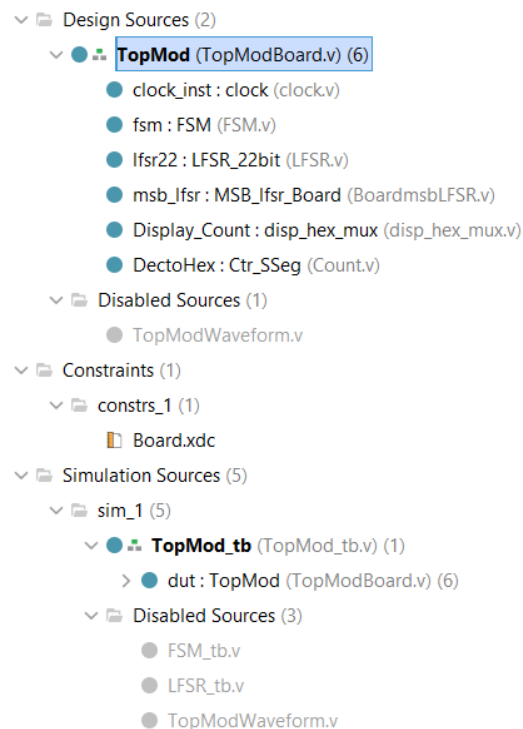 Design Sources (2)
TopMod (TopModBoard.v) (6)
clock_inst : clock (clock.v)
fsm : FSM (FSM.v)
lfsr22 : LFSR_22bit (LFSR.v)
msb_lfsr : MSB_lfsr_Board (BoardmsbLFSR.v)
Display_Count : disp_hex_mux (disp_hex_mux.v)
DectoHex : Ctr_SSeg (Count.v)
Disabled Sources (1)
TopModWaveform.v
Constraints (1)
constrs_1 (1)
Board.xdc
Simulation Sources (5)
sim_1 (5)
TopMod_tb (TopMod_tb.v) (1)
dut : TopMod (TopModBoard.v) (6)
Disabled Sources (3)
FSM_tb.v
LFSR_tb.v
TopModWaveform.v